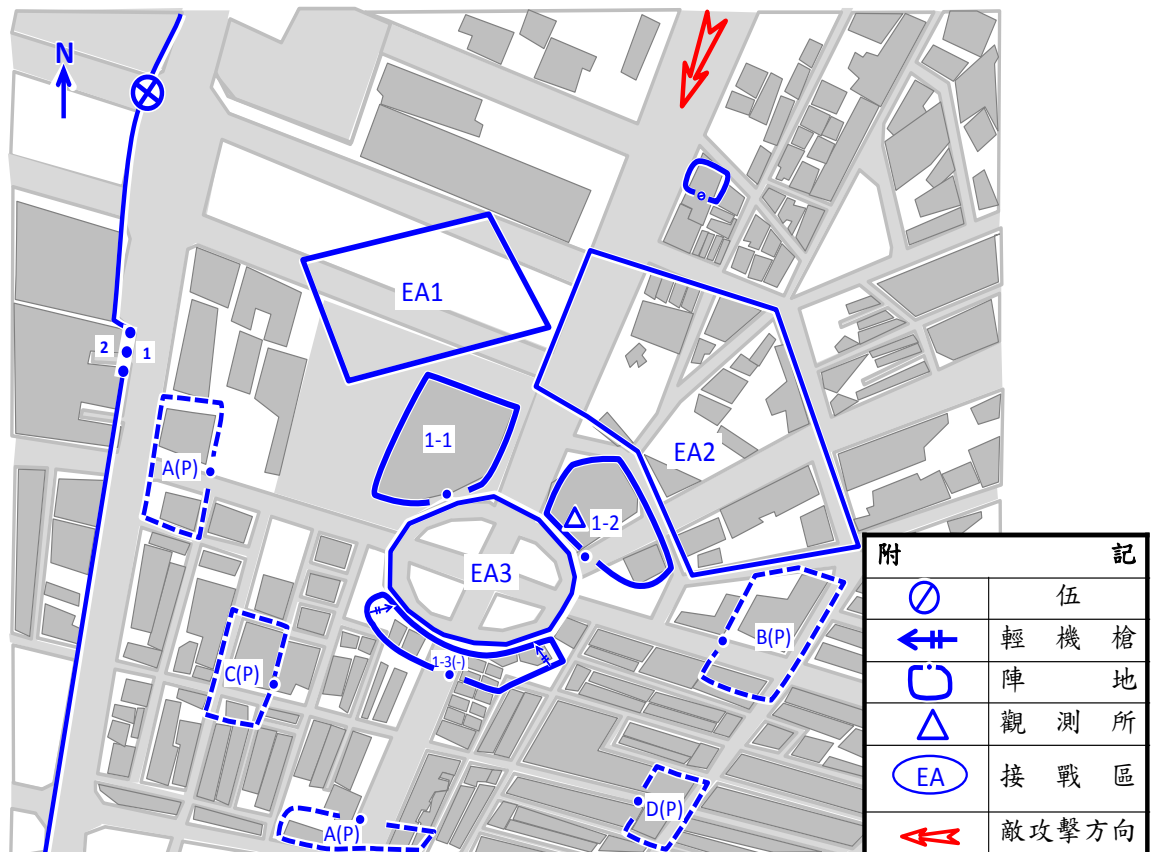 N
EA1
2
1
1-1
A(P)
EA2
1-2
EA3
1-3(-)
B(P)
C(P)
D(P)
A(P)
附 記
伍
輕機槍
陣地
觀測所
EA
接戰區
敵攻擊方向